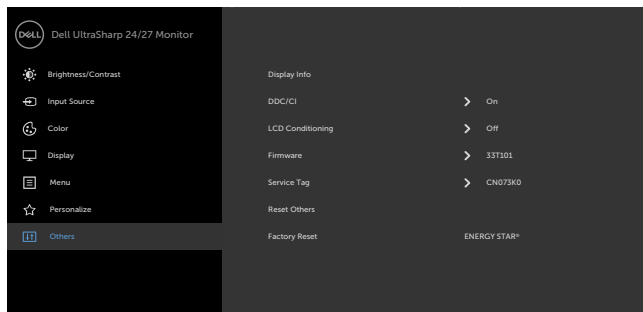 DELL Dell UltraSharp 24/27 Monitor
Brightness/Contrast
Input Source
Color
Display
Menu
Personalize
Others
Display Info
DDC/CI On
LCD Conditioning Off
Firmware 33T101
Service Tag CN073K0
Reset Others
Factory Reset ENERGY STAR®